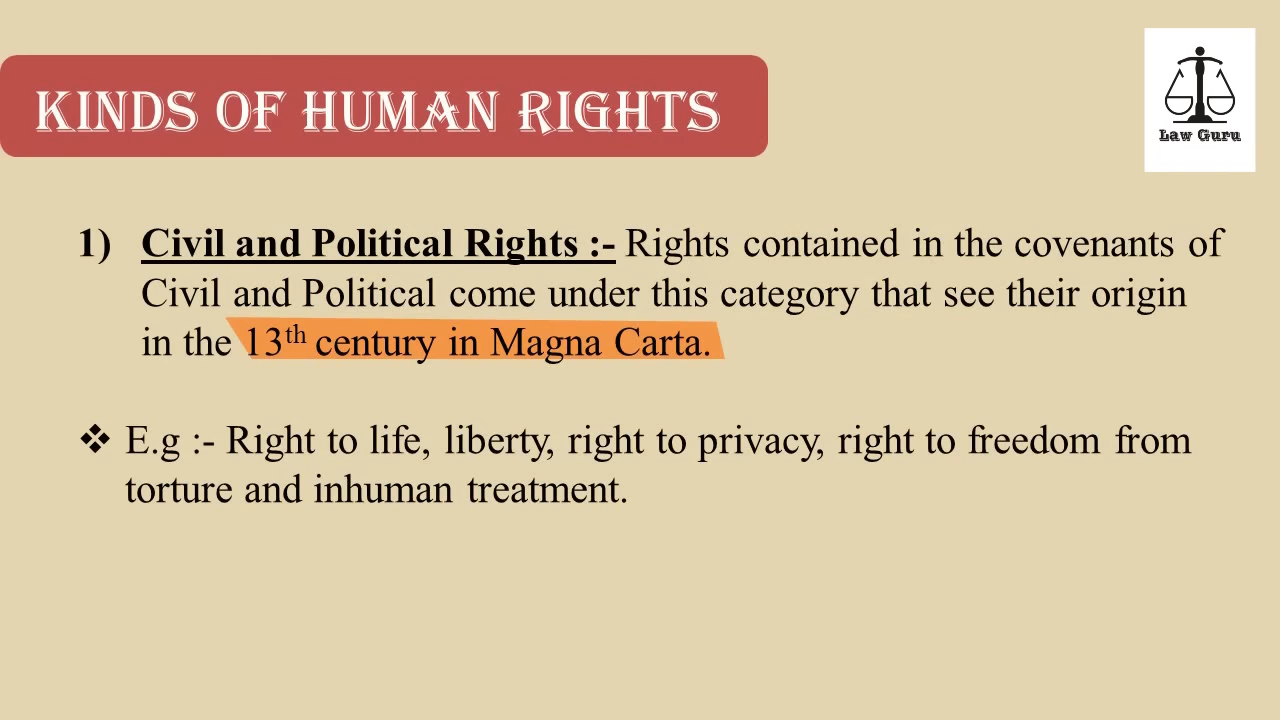 KINDS OF HUMAN RIGHTS
Law Guru
1) Civil and Political Rights :- Rights contained in the covenants of
Civil and Political come under this category that see their origin
in the 13th century in Magna Carta.
❖ E.g :- Right to life, liberty, right to privacy, right to freedom from
torture and inhuman treatment.